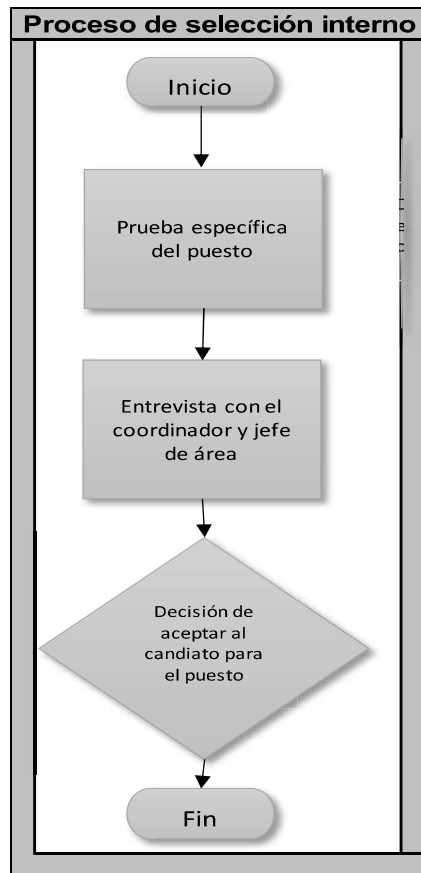 Proceso de selección interno
Inicio
Prueba específica
del puesto
Entrevista con el
coordinador y jefe
de área
Decisión de
aceptar al
candiato para
el puesto
Fin